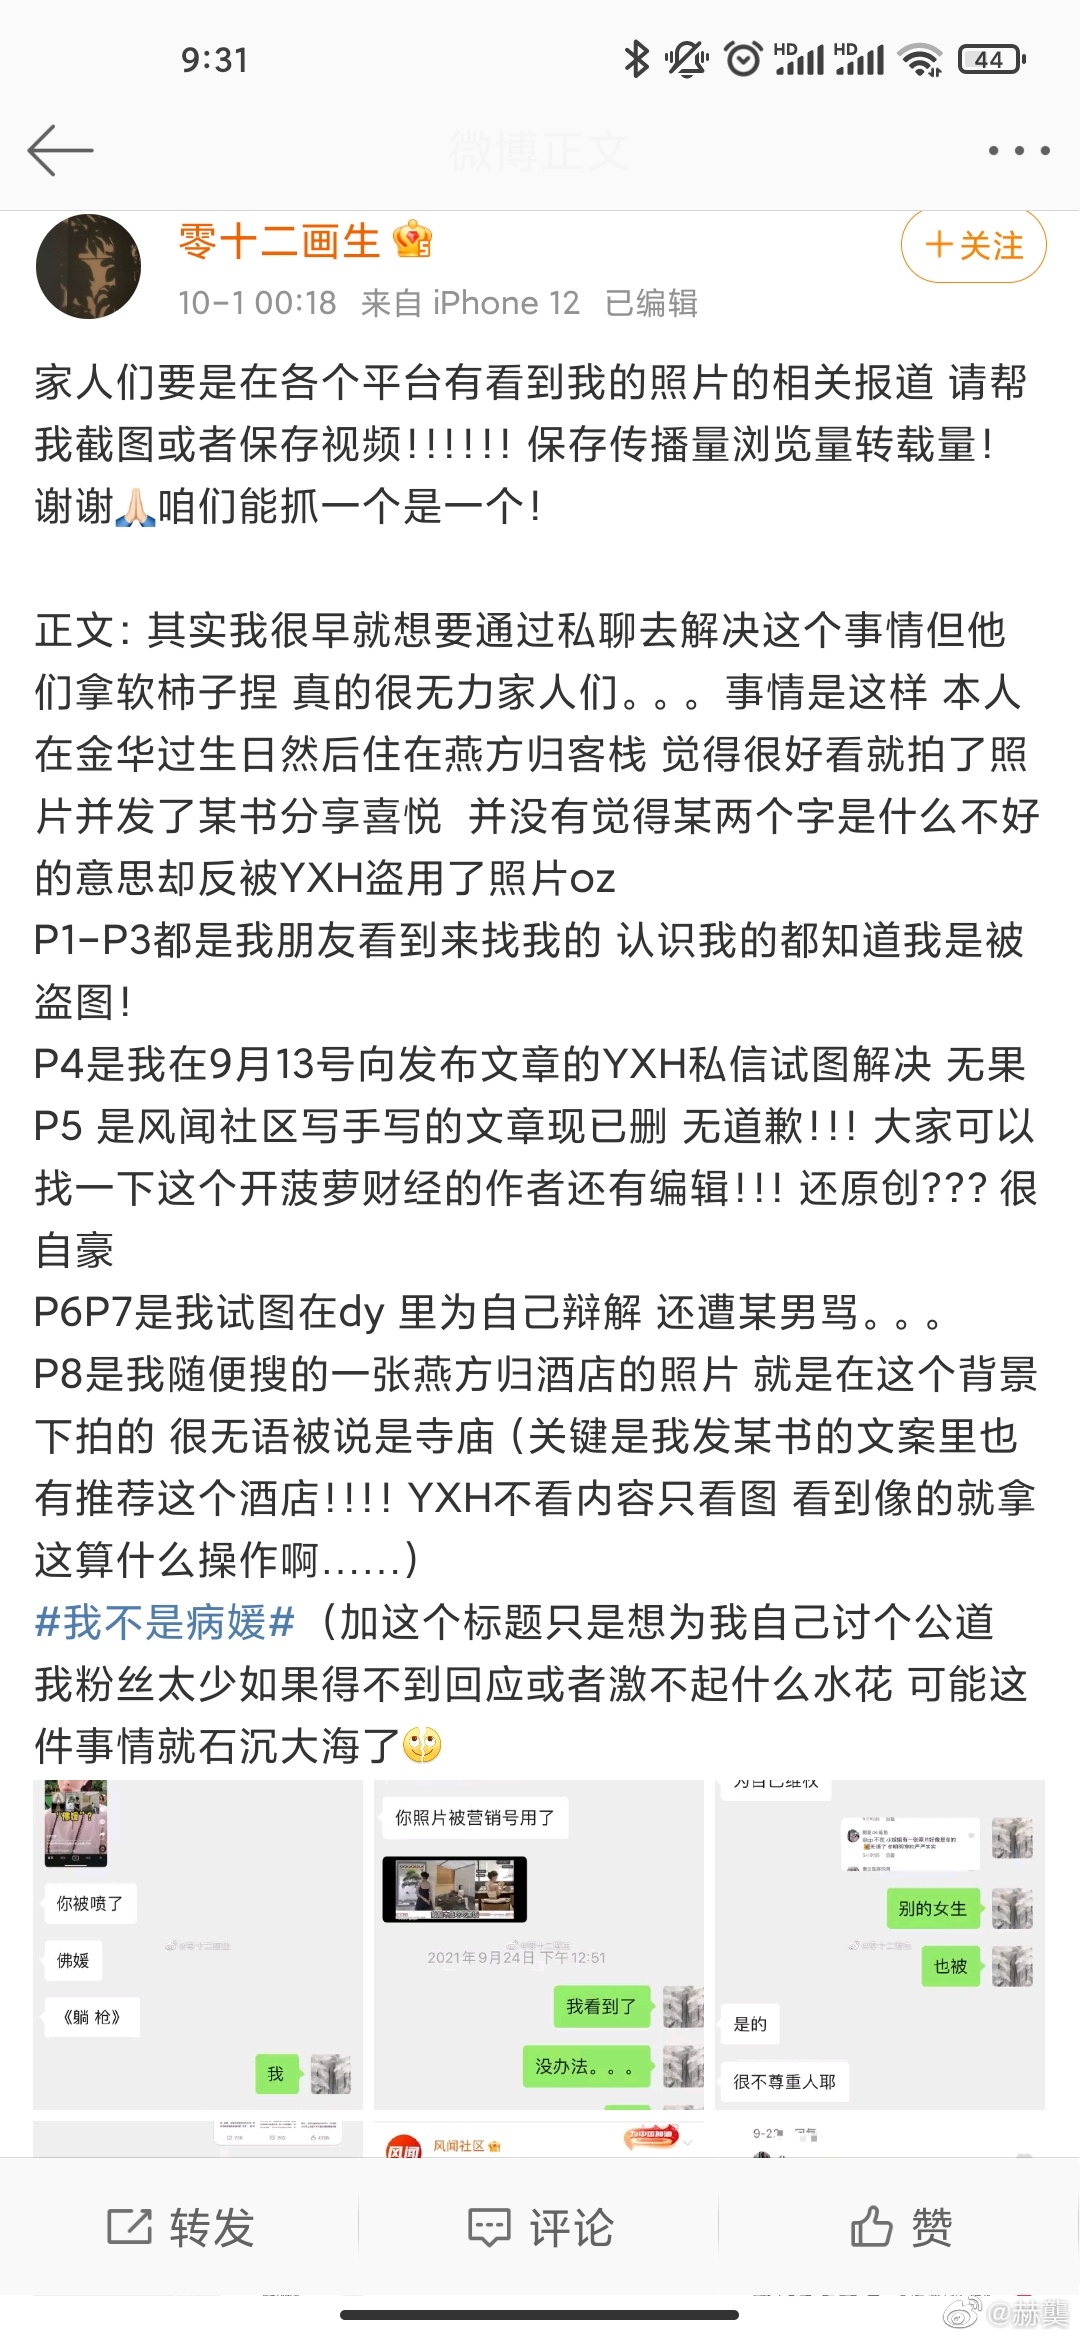 9:31
HD HD 44
微博正文
零十二画生
+关注
10-1 00:18 来自 iPhone 12 已编辑
家人们要是在各个平台有看到我的照片的相关报道 请帮
我截图或者保存视频!!!!!! 保存传播量浏览量转载量!
谢谢🙏🏻咱们能抓一个是一个!
正文: 其实我很早就想要通过私聊去解决这个事情但他
们拿软柿子捏 真的很无力家人们。。。事情是这样 本人
在金华过生日然后住在燕方归客栈 觉得很好看就拍了照
片并发了某书分享喜悦 并没有觉得某两个字是什么不好
的意思却反被YXH盗用了照片oz
P1-P3都是我朋友看到来找我的 认识我的都知道我是被
盗图!
P4是我在9月13号向发布文章的YXH私信试图解决 无果
P5 是风闻社区写手写的文章现已删 无道歉!!! 大家可以
找一下这个开菠萝财经的作者还有编辑!!! 还原创??? 很
自豪
P6P7是我试图在dy 里为自己辩解 还遭某男骂。。。
P8是我随便搜的一张燕方归酒店的照片 就是在这个背景
下拍的 很无语被说是寺庙 (关键是我发某书的文案里也
有推荐这个酒店!!!! YXH不看内容只看图 看到像的就拿
这算什么操作啊……)
#我不是病媛# (加这个标题只是想为我自己讨个公道
我粉丝太少如果得不到回应或者激不起什么水花 可能这
件事情就石沉大海了
你被喷了
佛媛
《躺 枪》
我
你照片被营销号用了
2021年9月24日 下午 12:51
我看到了
没办法。。。
为自己维权
别的女生
也被
是的
很不尊重人耶
风闻
风闻社区
转发
评论
赞
@赫龑